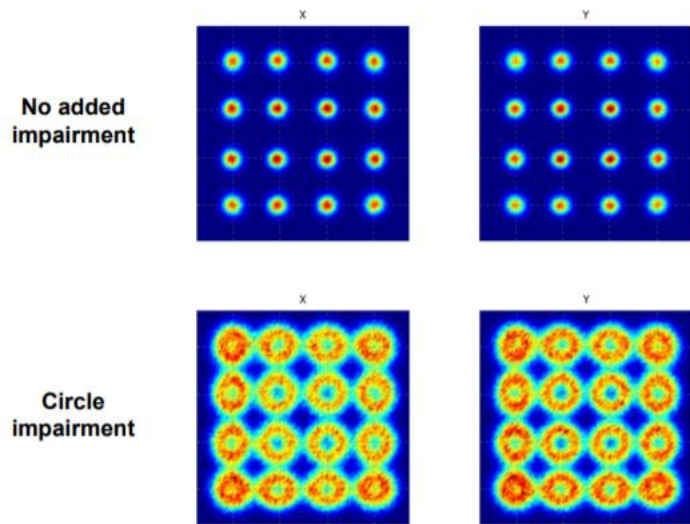 X
Y
No added
impairment
X
Y
Circle
impairment